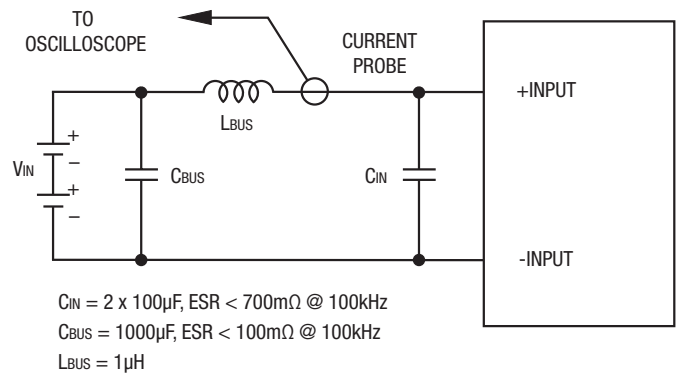 TO
OSCILLOSCOPE
CURRENT
PROBE
+INPUT
LBUS
+
VIN
−
+
−
CBUS
CIN
-INPUT
CIN = 2 x 100µF, ESR < 700mΩ @ 100kHz
CBUS = 1000µF, ESR < 100mΩ @ 100kHz
LBUS = 1µH